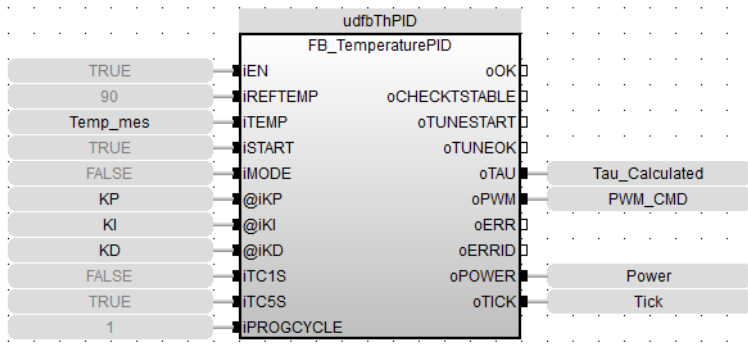 udfbThPID
FB_TemperaturePID
TRUE iEN oOK
90 iREFTEMP oCHECKTSTABLE
Temp_mes iTEMP oTUNESTART
TRUE iSTART oTUNEOK
FALSE iMODE oTAU Tau_Calculated
KP @iKP oPWM PWM_CMD
KI @iKI oERR
KD @iKD oERRID
FALSE iTC1S oPOWER Power
TRUE iTC5S oTICK Tick
1 iPROGCYCLE